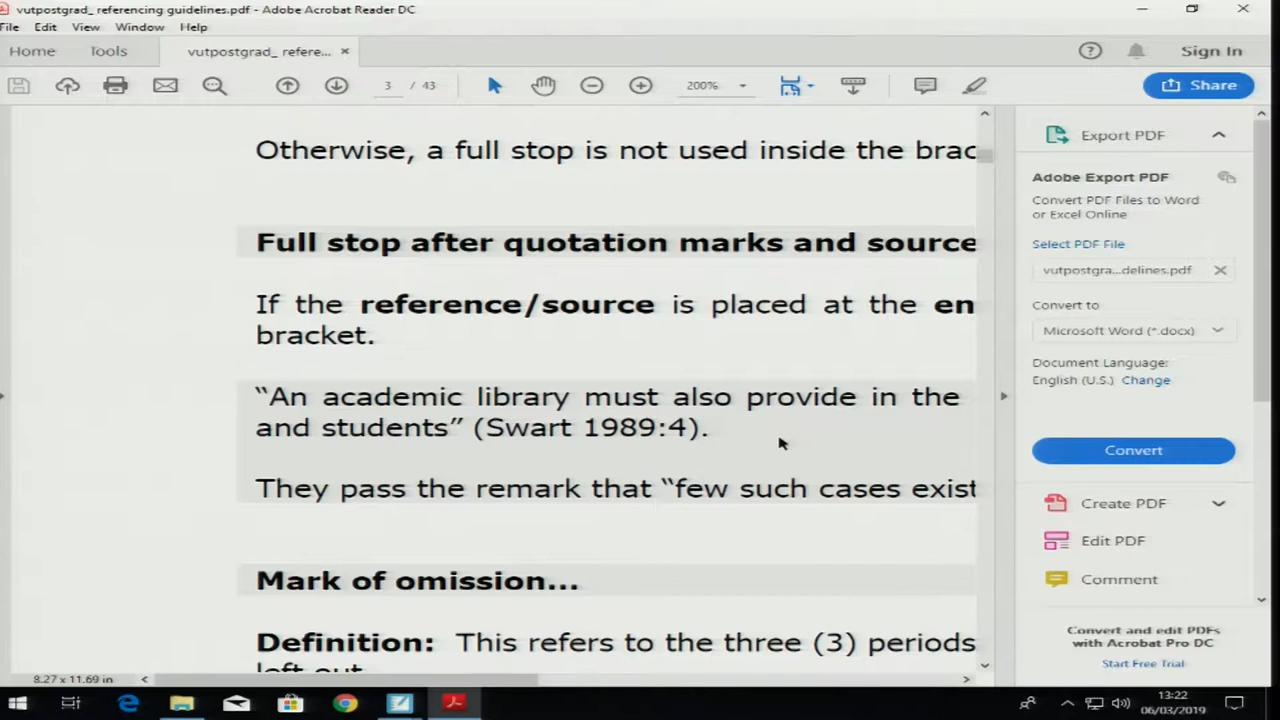 vutpostgrad_ referencing guidelines.pdf - Adobe Acrobat Reader DC
File Edit View Window Help
Home Tools vutpostgrad_ refere... ×
Sign In
3 / 43 200% Share
Otherwise, a full stop is not used inside the brac
Full stop after quotation marks and source
If the reference/source is placed at the en
bracket.
“An academic library must also provide in the
and students” (Swart 1989:4).
They pass the remark that “few such cases exist
Mark of omission...
Definition: This refers to the three (3) periods
left out
8.27 x 11.69 in
Export PDF
Adobe Export PDF
Convert PDF Files to Word
or Excel Online
Select PDF File
vutpostgra...delines.pdf
Convert to
Microsoft Word (*.docx)
Document Language:
English (U.S.) Change
Convert
Create PDF
Edit PDF
Comment
Convert and edit PDFs
with Acrobat Pro DC
Start Free Trial
13:22
06/03/2019